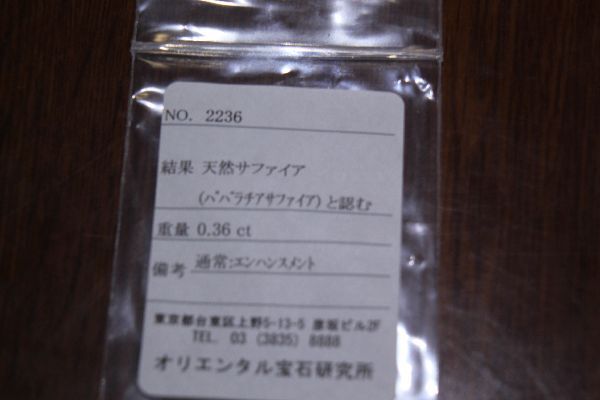 NO. 2236
結果 天然サファイア
(ﾊﾟﾊﾟﾗﾁｱｻﾌｧｲｱ) と認む
重量 0.36 ct
備考 通常:ｴﾝﾊﾝｽﾒﾝﾄ
東京都台東区上野5-13-5 彦坂ビル2F
TEL. 03 (3835) 8888
オリエンタル宝石研究所